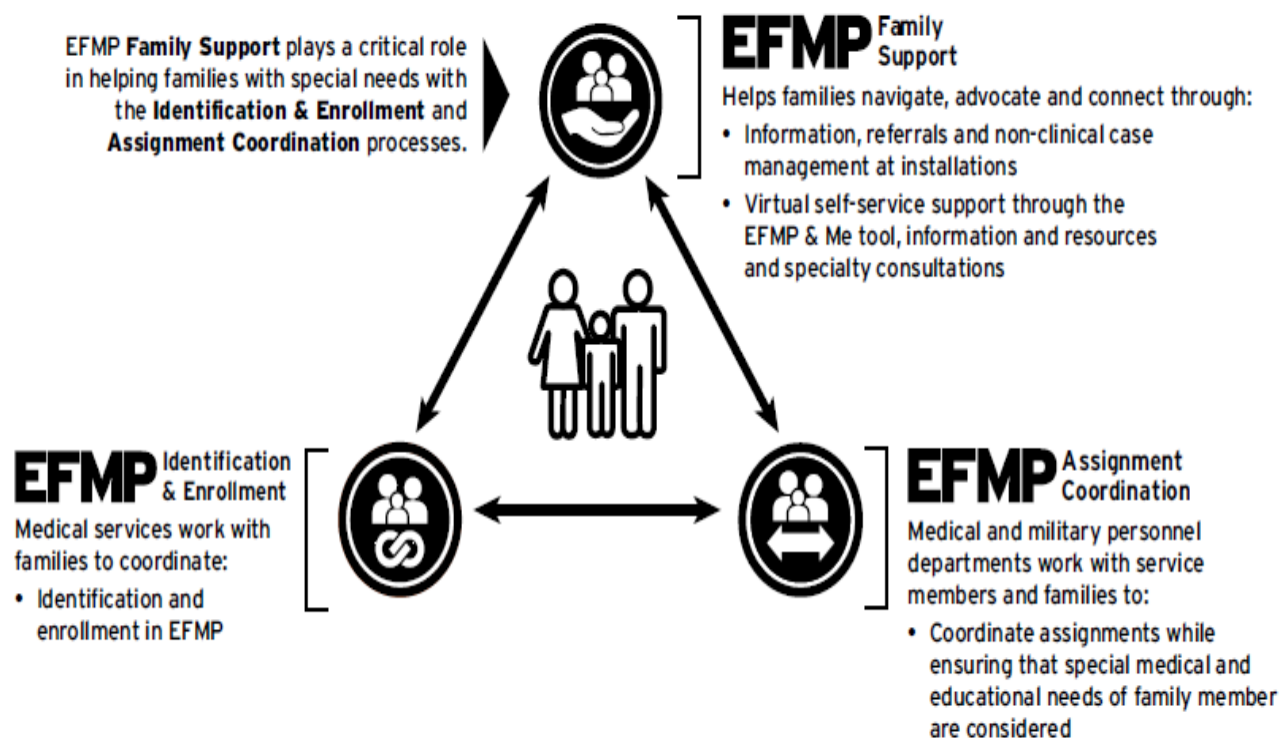 EFMP Family Support plays a critical role
in helping families with special needs with
the Identification & Enrollment and
Assignment Coordination processes.
EFMP Family
Support
Helps families navigate, advocate and connect through:
• Information, referrals and non-clinical case
management at installations
• Virtual self-service support through the
EFMP & Me tool, information and resources
and specialty consultations
EFMP Identification
& Enrollment
Medical services work with
families to coordinate:
• Identification and
enrollment in EFMP
EFMP Assignment
Coordination
Medical and military personnel
departments work with service
members and families to:
• Coordinate assignments while
ensuring that special medical and
educational needs of family member
are considered